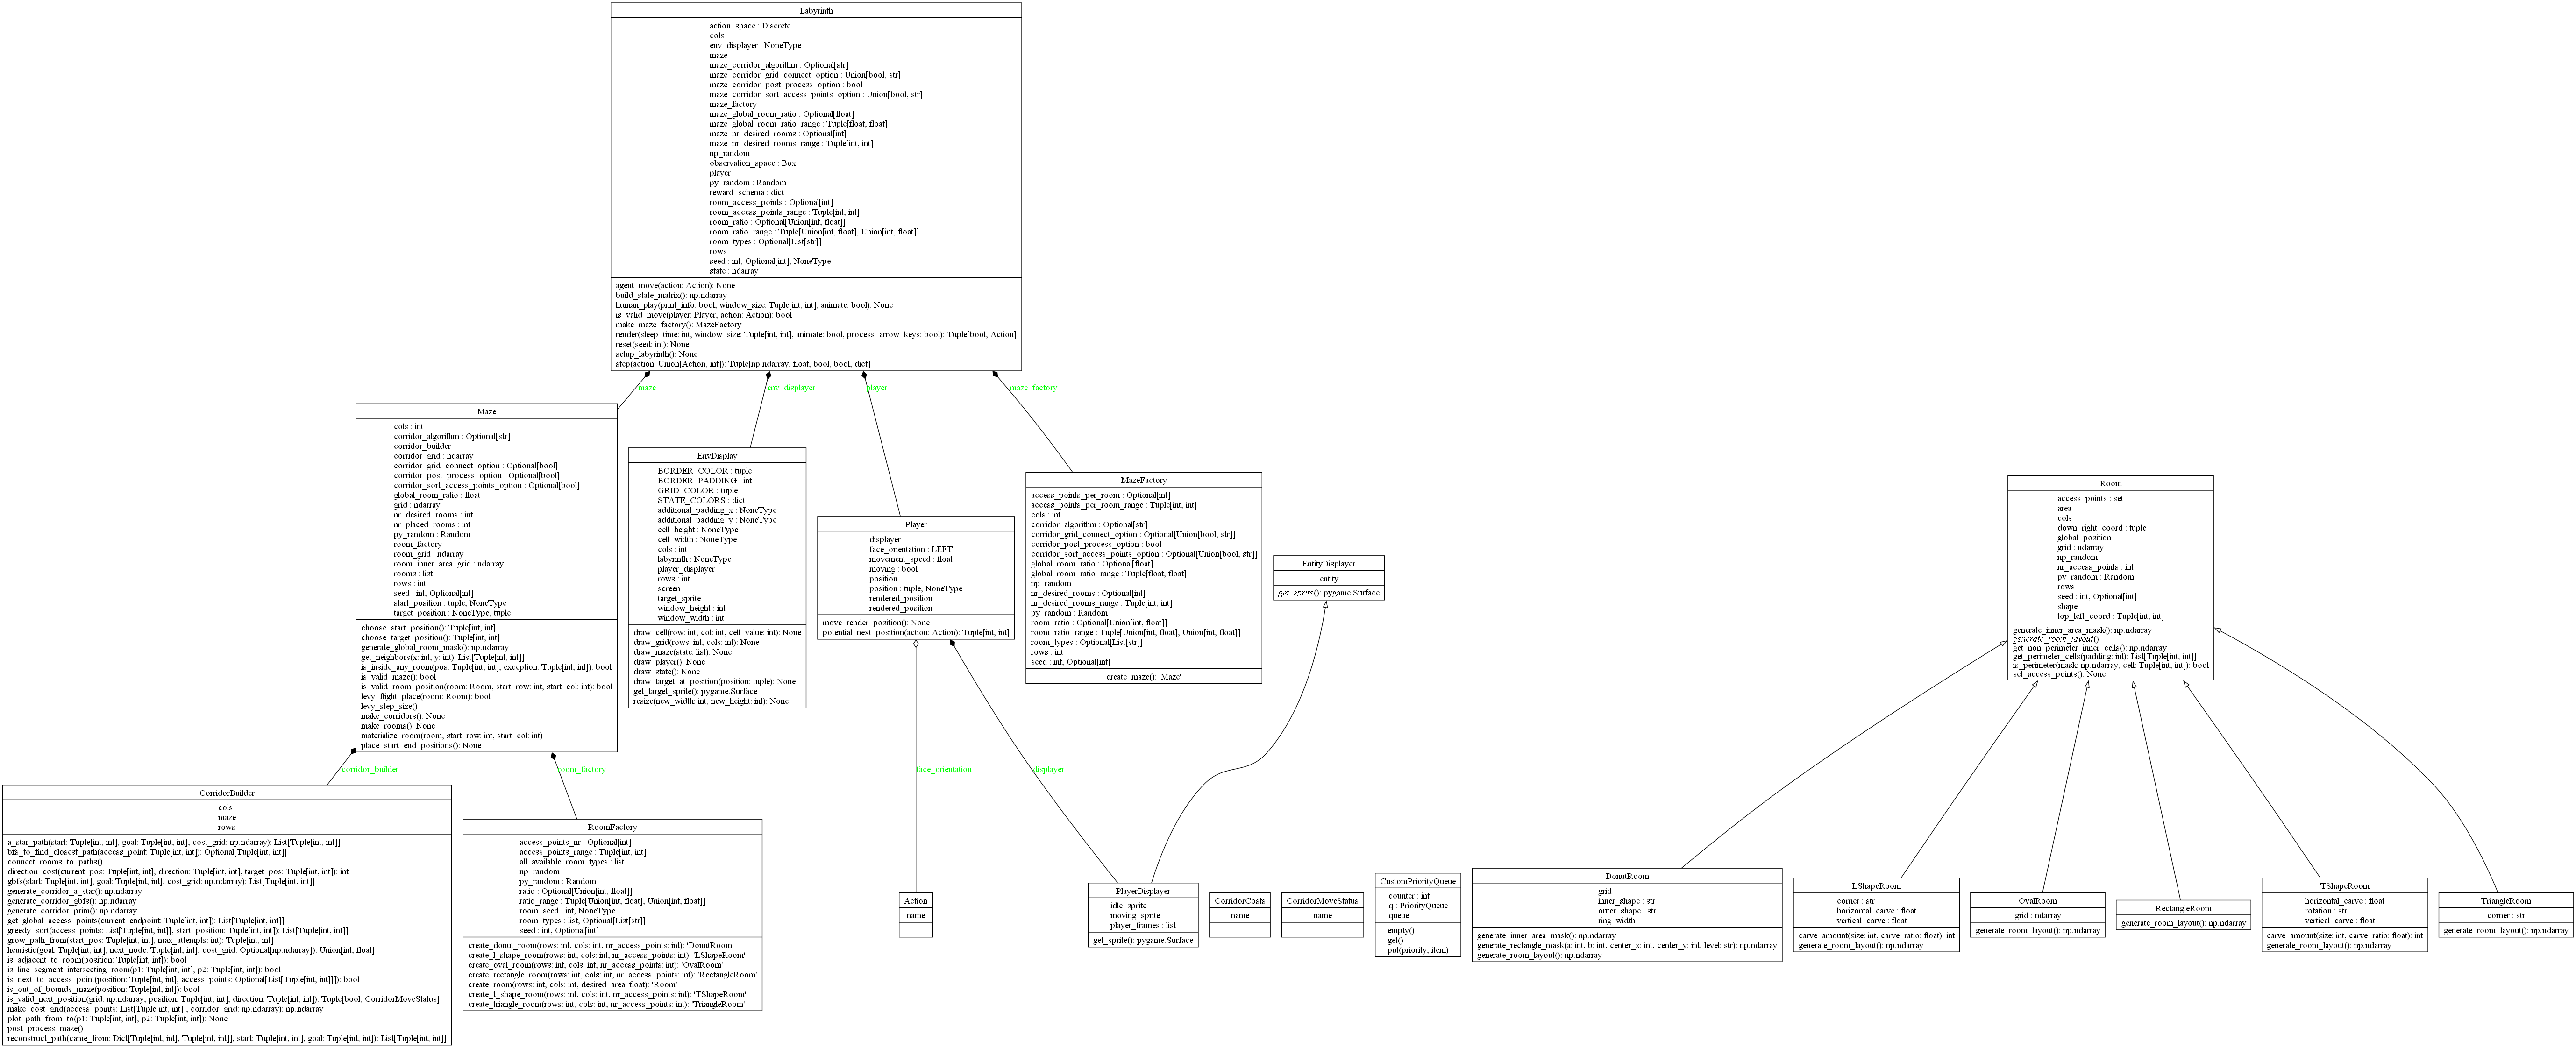 Labyrinth
action_space : Discrete
cols
env_displayer : NoneType
maze
maze_corridor_algorithm : Optional[str]
maze_corridor_grid_connect_option : Union[bool, str]
maze_corridor_post_process_option : bool
maze_corridor_sort_access_points_option : Union[bool, str]
maze_factory
maze_global_room_ratio : Optional[float]
maze_global_room_ratio_range : Tuple[float, float]
maze_nr_desired_rooms : Optional[int]
maze_nr_desired_rooms_range : Tuple[int, int]
np_random
observation_space : Box
player
py_random : Random
reward_schema : dict
room_access_points : Optional[int]
room_access_points_range : Tuple[int, int]
room_ratio : Optional[Union[int, float]]
room_ratio_range : Tuple[Union[int, float], Union[int, float]]
room_types : Optional[List[str]]
rows
seed : int, Optional[int], NoneType
state : ndarray
agent_move(action: Action): None
build_state_matrix(): np.ndarray
human_play(print_info: bool, window_size: Tuple[int, int], animate: bool): None
is_valid_move(player: Player, action: Action): bool
make_maze_factory(): MazeFactory
render(sleep_time: int, window_size: Tuple[int, int], animate: bool, process_arrow_keys: bool): Tuple[bool, Action]
reset(seed: int): None
setup_labyrinth(): None
step(action: Union[Action, int]): Tuple[np.ndarray, float, bool, bool, dict]
maze
env_displayer
player
maze_factory
Maze
cols : int
corridor_algorithm : Optional[str]
corridor_builder
corridor_grid : ndarray
corridor_grid_connect_option : Optional[bool]
corridor_post_process_option : Optional[bool]
corridor_sort_access_points_option : Optional[bool]
global_room_ratio : float
grid : ndarray
nr_desired_rooms : int
nr_placed_rooms : int
py_random : Random
room_factory
room_grid : ndarray
room_inner_area_grid : ndarray
rooms : list
rows : int
seed : int, Optional[int]
start_position : tuple, NoneType
target_position : NoneType, tuple
choose_start_position(): Tuple[int, int]
choose_target_position(): Tuple[int, int]
generate_global_room_mask(): np.ndarray
get_neighbors(x: int, y: int): List[Tuple[int, int]]
is_inside_any_room(pos: Tuple[int, int], exception: Tuple[int, int]): bool
is_valid_maze(): bool
is_valid_room_position(room: Room, start_row: int, start_col: int): bool
levy_flight_place(room: Room): bool
levy_step_size()
make_corridors(): None
make_rooms(): None
materialize_room(room, start_row: int, start_col: int)
place_start_end_positions(): None
EnvDisplay
BORDER_COLOR : tuple
BORDER_PADDING : int
GRID_COLOR : tuple
STATE_COLORS : dict
additional_padding_x : NoneType
additional_padding_y : NoneType
cell_height : NoneType
cell_width : NoneType
cols : int
labyrinth : NoneType
player_displayer
rows : int
screen
target_sprite
window_height : int
window_width : int
draw_cell(row: int, col: int, cell_value: int): None
draw_grid(rows: int, cols: int): None
draw_maze(state: list): None
draw_player(): None
draw_state(): None
draw_target_at_position(position: tuple): None
get_target_sprite(): pygame.Surface
resize(new_width: int, new_height: int): None
Player
displayer
face_orientation : LEFT
movement_speed : float
moving : bool
position
position : tuple, NoneType
rendered_position
rendered_position
move_render_position(): None
potential_next_position(action: Action): Tuple[int, int]
MazeFactory
access_points_per_room : Optional[int]
access_points_per_room_range : Tuple[int, int]
cols : int
corridor_algorithm : Optional[str]
corridor_grid_connect_option : Optional[Union[bool, str]]
corridor_post_process_option : bool
corridor_sort_access_points_option : Optional[Union[bool, str]]
global_room_ratio : Optional[float]
global_room_ratio_range : Tuple[float, float]
np_random
nr_desired_rooms : Optional[int]
nr_desired_rooms_range : Tuple[int, int]
py_random : Random
room_ratio : Optional[Union[int, float]]
room_ratio_range : Tuple[Union[int, float], Union[int, float]]
room_types : Optional[List[str]]
rows : int
seed : int, Optional[int]
create_maze(): 'Maze'
EntityDisplayer
entity
get_sprite(): pygame.Surface
Room
access_points : set
area
cols
down_right_coord : tuple
global_position
grid : ndarray
np_random
nr_access_points : int
py_random : Random
rows
seed : int, Optional[int]
shape
top_left_coord : Tuple[int, int]
generate_inner_area_mask(): np.ndarray
generate_room_layout()
get_non_perimeter_inner_cells(): np.ndarray
get_perimeter_cells(padding: int): List[Tuple[int, int]]
is_perimeter(mask: np.ndarray, cell: Tuple[int, int]): bool
set_access_points(): None
corridor_builder
room_factory
face_orientation
displayer
CorridorBuilder
cols
maze
rows
a_star_path(start: Tuple[int, int], goal: Tuple[int, int], cost_grid: np.ndarray): List[Tuple[int, int]]
bfs_to_find_closest_path(access_point: Tuple[int, int]): Optional[Tuple[int, int]]
connect_rooms_to_paths()
direction_cost(current_pos: Tuple[int, int], direction: Tuple[int, int], target_pos: Tuple[int, int]): int
gbfs(start: Tuple[int, int], goal: Tuple[int, int], cost_grid: np.ndarray): List[Tuple[int, int]]
generate_corridor_a_star(): np.ndarray
generate_corridor_gbfs(): np.ndarray
generate_corridor_prim(): np.ndarray
get_global_access_points(current_endpoint: Tuple[int, int]): List[Tuple[int, int]]
greedy_sort(access_points: List[Tuple[int, int]], start_position: Tuple[int, int]): List[Tuple[int, int]]
grow_path_from(start_pos: Tuple[int, int], max_attempts: int): Tuple[int, int]
heuristic(goal: Tuple[int, int], next_node: Tuple[int, int], cost_grid: Optional[np.ndarray]): Union[int, float]
is_adjacent_to_room(position: Tuple[int, int]): bool
is_line_segment_intersecting_room(p1: Tuple[int, int], p2: Tuple[int, int]): bool
is_next_to_access_point(position: Tuple[int, int], access_points: Optional[List[Tuple[int, int]]]): bool
is_out_of_bounds_maze(position: Tuple[int, int]): bool
is_valid_next_position(grid: np.ndarray, position: Tuple[int, int], direction: Tuple[int, int]): Tuple[bool, CorridorMoveStatus]
make_cost_grid(access_points: List[Tuple[int, int]], corridor_grid: np.ndarray): np.ndarray
plot_path_from_to(p1: Tuple[int, int], p2: Tuple[int, int]): None
post_process_maze()
reconstruct_path(came_from: Dict[Tuple[int, int], Tuple[int, int]], start: Tuple[int, int], goal: Tuple[int, int]): List[Tuple[int, int]]
RoomFactory
access_points_nr : Optional[int]
access_points_range : Tuple[int, int]
all_available_room_types : list
np_random
py_random : Random
ratio : Optional[Union[int, float]]
ratio_range : Tuple[Union[int, float], Union[int, float]]
room_seed : int, NoneType
room_types : list, Optional[List[str]]
seed : int, Optional[int]
create_donut_room(rows: int, cols: int, nr_access_points: int): 'DonutRoom'
create_l_shape_room(rows: int, cols: int, nr_access_points: int): 'LShapeRoom'
create_oval_room(rows: int, cols: int, nr_access_points: int): 'OvalRoom'
create_rectangle_room(rows: int, cols: int, nr_access_points: int): 'RectangleRoom'
create_room(rows: int, cols: int, desired_area: float): 'Room'
create_t_shape_room(rows: int, cols: int, nr_access_points: int): 'TShapeRoom'
create_triangle_room(rows: int, cols: int, nr_access_points: int): 'TriangleRoom'
Action
name
PlayerDisplayer
idle_sprite
moving_sprite
player_frames : list
get_sprite(): pygame.Surface
CorridorCosts
name
CorridorMoveStatus
name
CustomPriorityQueue
counter : int
q : PriorityQueue
queue
empty()
get()
put(priority, item)
DonutRoom
grid
inner_shape : str
outer_shape : str
ring_width
generate_inner_area_mask(): np.ndarray
generate_rectangle_mask(a: int, b: int, center_x: int, center_y: int, level: str): np.ndarray
generate_room_layout(): np.ndarray
LShapeRoom
corner : str
horizontal_carve : float
vertical_carve : float
carve_amount(size: int, carve_ratio: float): int
generate_room_layout(): np.ndarray
OvalRoom
grid : ndarray
generate_room_layout(): np.ndarray
RectangleRoom
generate_room_layout(): np.ndarray
TShapeRoom
horizontal_carve : float
rotation : str
vertical_carve : float
carve_amount(size: int, carve_ratio: float): int
generate_room_layout(): np.ndarray
TriangleRoom
corner : str
generate_room_layout(): np.ndarray